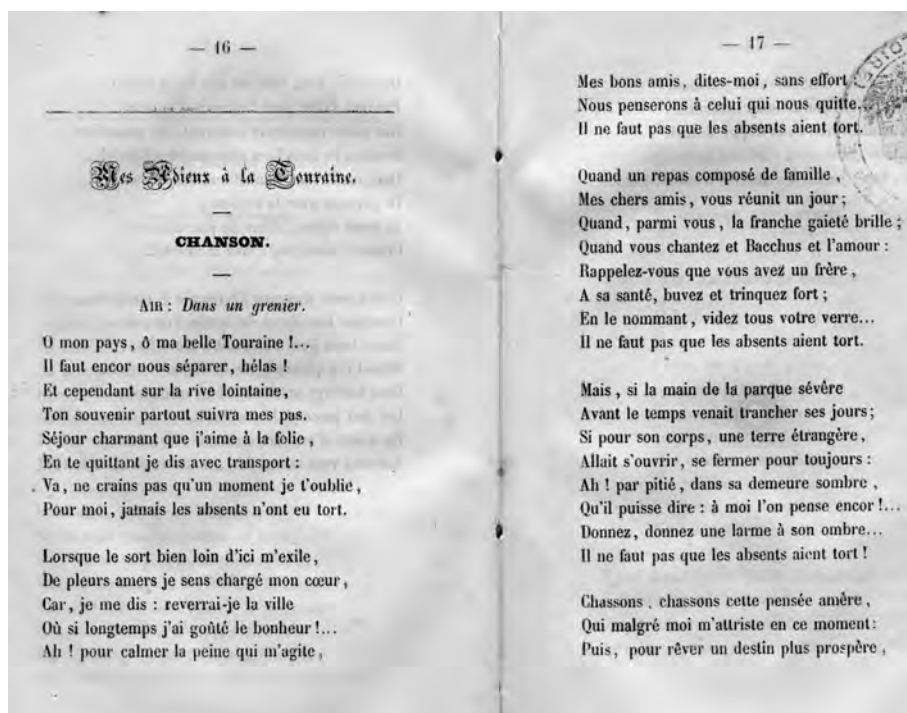 — 16 —
Mes Adieux à la Touraine.
CHANSON.
AIR : Dans un grenier.
O mon pays, ô ma belle Touraine !...
Il faut encor nous séparer, hélas !
Et cependant sur la rive lointaine,
Ton souvenir partout suivra mes pas.
Séjour charmant que j'aime à la folie,
En te quittant je dis avec transport :
Va, ne crains pas qu'un moment je t'oublie,
Pour moi, jamais les absents n'ont eu tort.
Lorsque le sort bien loin d'ici m'exile,
De pleurs amers je sens chargé mon cœur,
Car, je me dis : reverrai-je la ville
Où si longtemps j'ai goûté le bonheur !...
Ah ! pour calmer la peine qui m'agite,
— 17 —
Mes bons amis, dites-moi, sans effort :
Nous penserons à celui qui nous quitte...
Il ne faut pas que les absents aient tort.
Quand un repas composé de famille,
Mes chers amis, vous réunit un jour ;
Quand, parmi vous, la franche gaieté brille ;
Quand vous chantez et Bacchus et l'amour :
Rappelez-vous que vous avez un frère,
A sa santé, buvez et trinquez fort ;
En le nommant, videz tous votre verre...
Il ne faut pas que les absents aient tort.
Mais, si la main de la parque sévère
Avant le temps venait trancher ses jours ;
Si pour son corps, une terre étrangère,
Allait s'ouvrir, se fermer pour toujours :
Ah ! par pitié, dans sa demeure sombre,
Qu'il puisse dire : à moi l'on pense encor !...
Donnez, donnez une larme à son ombre...
Il ne faut pas que les absents aient tort !
Chassons, chassons cette pensée amère,
Qui malgré moi m'attriste en ce moment :
Puis, pour rêver un destin plus prospère,